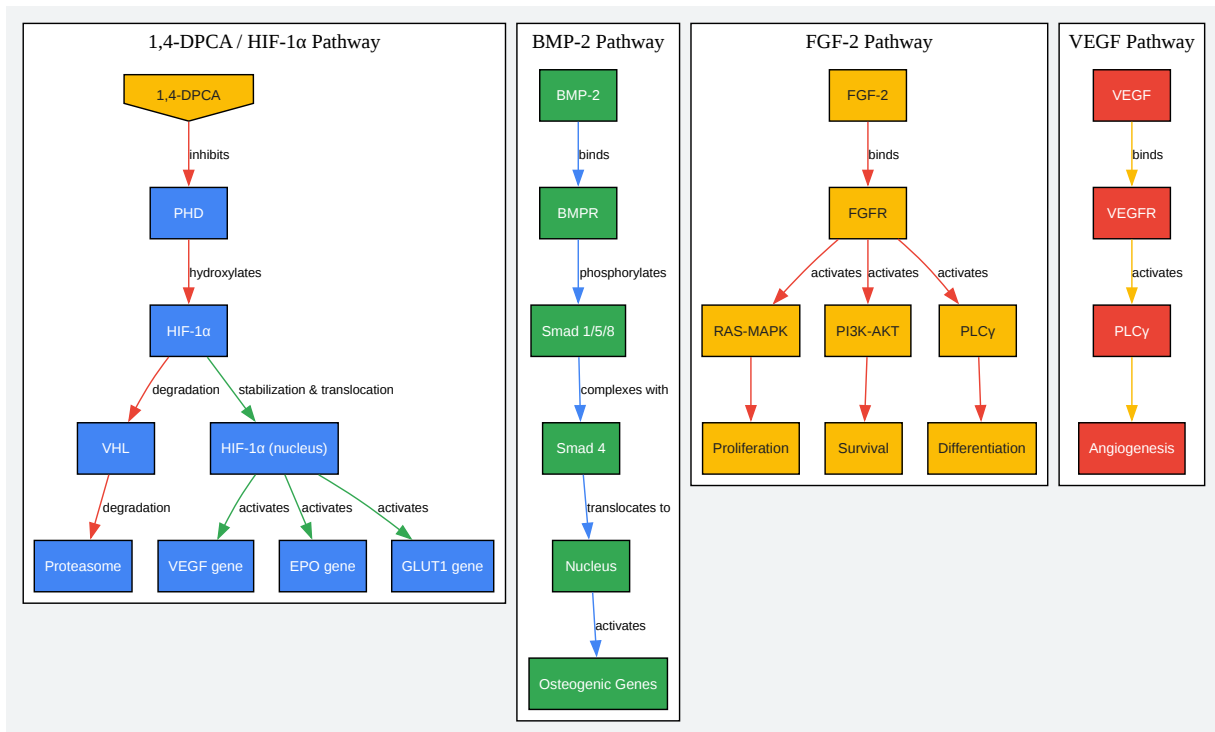 1,4-DPCA / HIF-1α Pathway
1,4-DPCA
inhibits
PHD
hydroxylates
HIF-1α
degradation
stabilization & translocation
VHL
HIF-1α (nucleus)
degradation
activates
activates
activates
Proteasome
VEGF gene
EPO gene
GLUT1 gene
BMP-2 Pathway
BMP-2
binds
BMPR
phosphorylates
Smad 1/5/8
complexes with
Smad 4
translocates to
Nucleus
activates
Osteogenic Genes
FGF-2 Pathway
FGF-2
binds
FGFR
activates
activates
activates
RAS-MAPK
PI3K-AKT
PLCγ
Proliferation
Survival
Differentiation
VEGF Pathway
VEGF
binds
VEGFR
activates
PLCγ
Angiogenesis